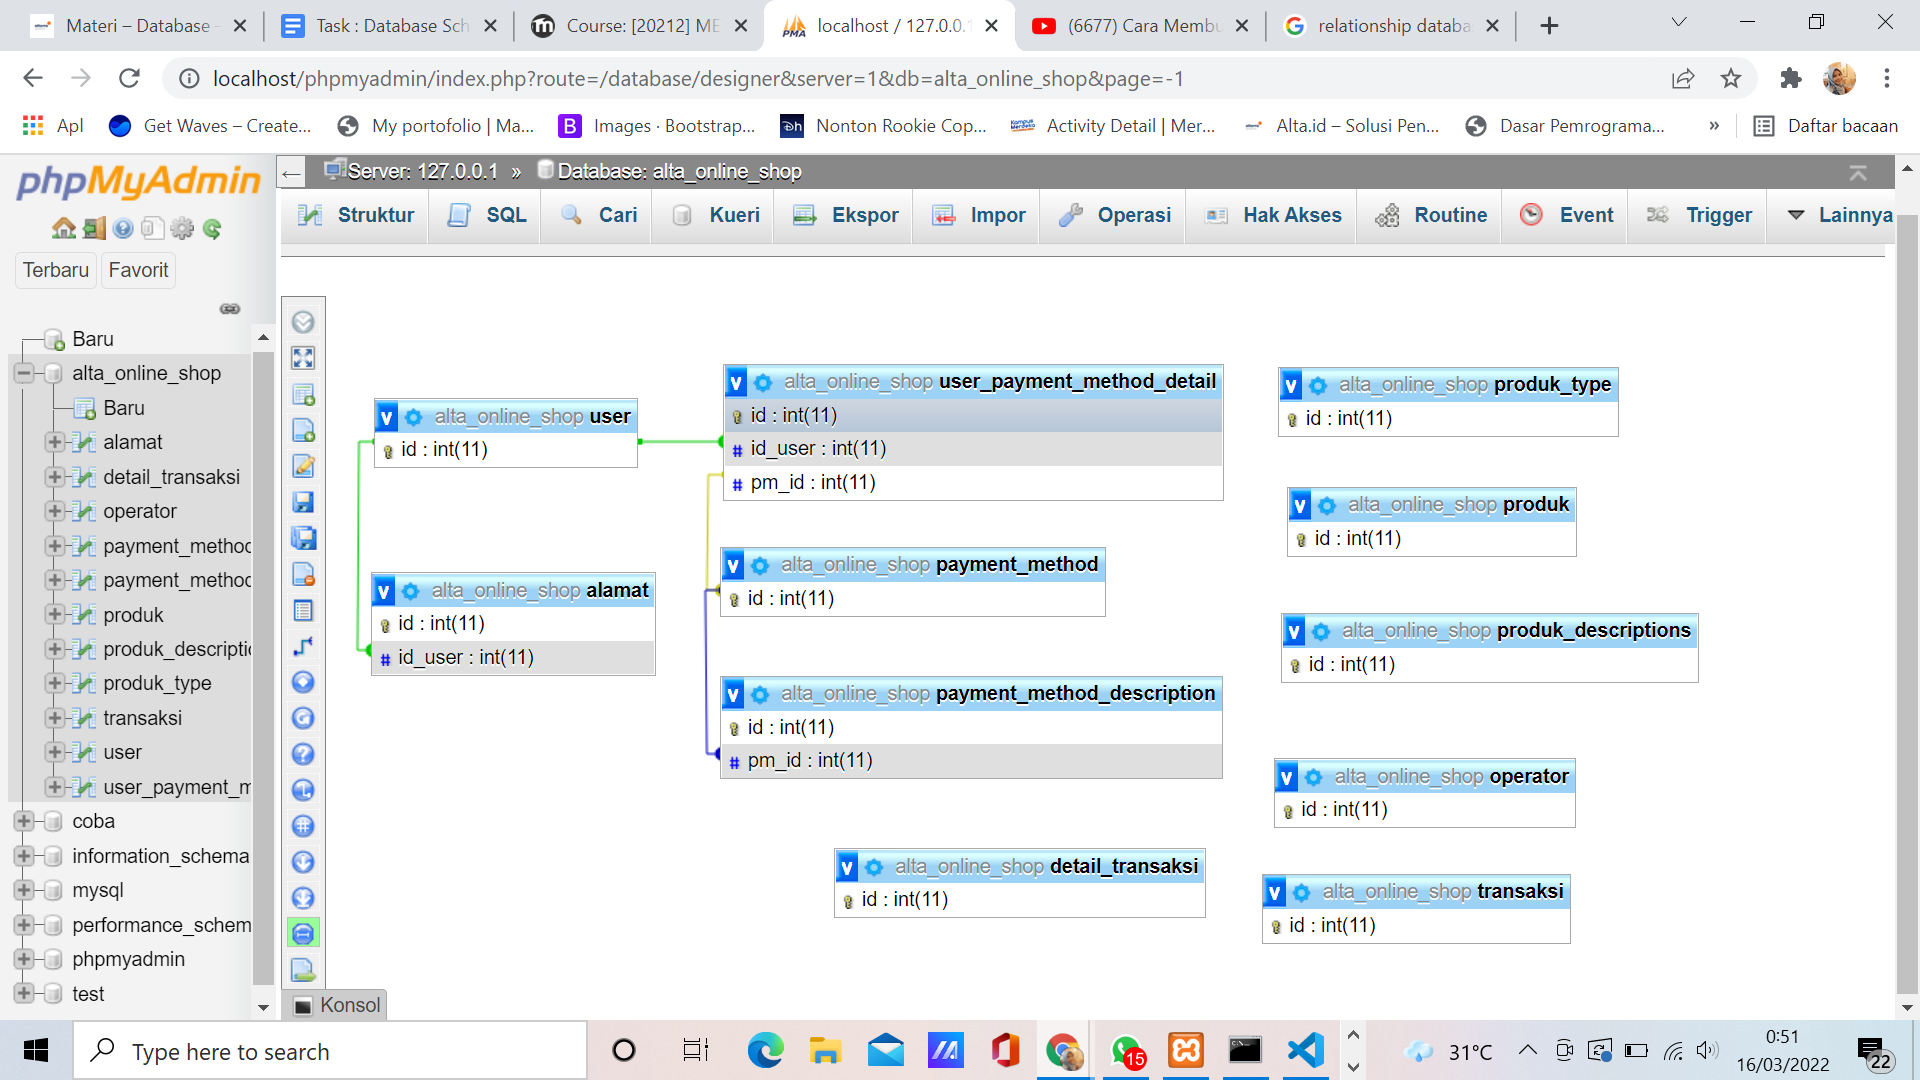 Materi – Database -
Task : Database Sch
Course: [20212] ME
localhost / 127.0.0.1
(6677) Cara Membu
relationship databa
localhost/phpmyadmin/index.php?route=/database/designer&server=1&db=alta_online_shop&page=-1
Apl
Get Waves – Create...
My portofolio | Ma...
Images · Bootstrap...
Nonton Rookie Cop...
Activity Detail | Mer...
Alta.id – Solusi Pen...
Dasar Pemrograma...
»
Daftar bacaan
phpMyAdmin
Terbaru
Favorit
Baru
alta_online_shop
Baru
alamat
detail_transaksi
operator
payment_method
payment_method
produk
produk_descriptic
produk_type
transaksi
user
user_payment_m
coba
information_schema
mysql
performance_schem
phpmyadmin
test
Server: 127.0.0.1 » Database: alta_online_shop
Struktur
SQL
Cari
Kueri
Ekspor
Impor
Operasi
Hak Akses
Routine
Event
Trigger
Lainnya
alta_online_shop user
id : int(11)
alta_online_shop alamat
id : int(11)
# id_user : int(11)
alta_online_shop user_payment_method_detail
id : int(11)
# id_user : int(11)
# pm_id : int(11)
alta_online_shop payment_method
id : int(11)
alta_online_shop payment_method_description
id : int(11)
# pm_id : int(11)
alta_online_shop detail_transaksi
id : int(11)
alta_online_shop produk_type
id : int(11)
alta_online_shop produk
id : int(11)
alta_online_shop produk_descriptions
id : int(11)
alta_online_shop operator
id : int(11)
alta_online_shop transaksi
id : int(11)
Konsol
Type here to search
15
31°C
0:51
16/03/2022
22